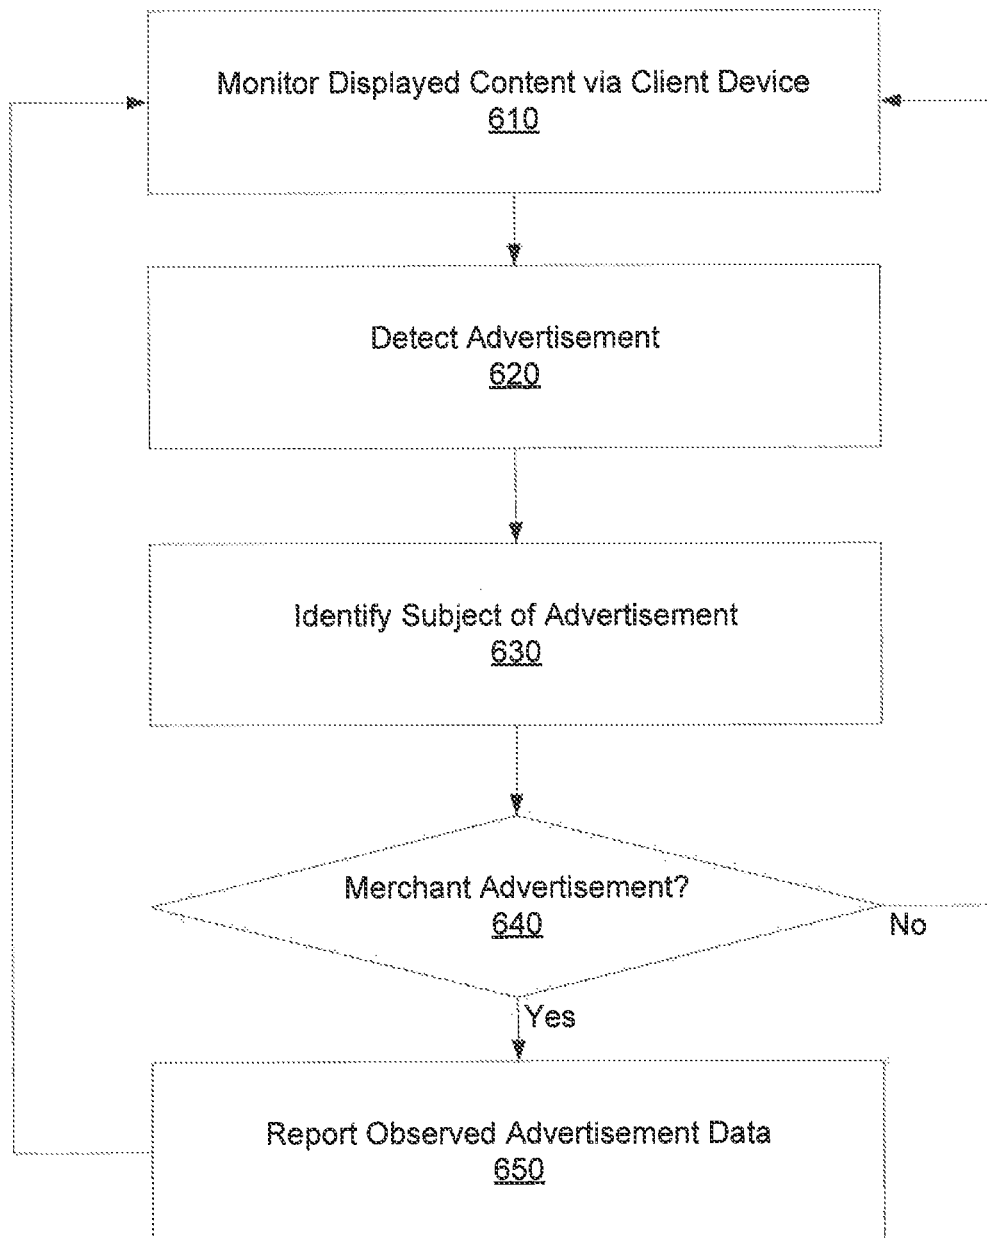 Monitor Displayed Content via Client Device
610
Detect Advertisement
620
Identify Subject of Advertisement
630
Merchant Advertisement?
640
No
Yes
Report Observed Advertisement Data
650